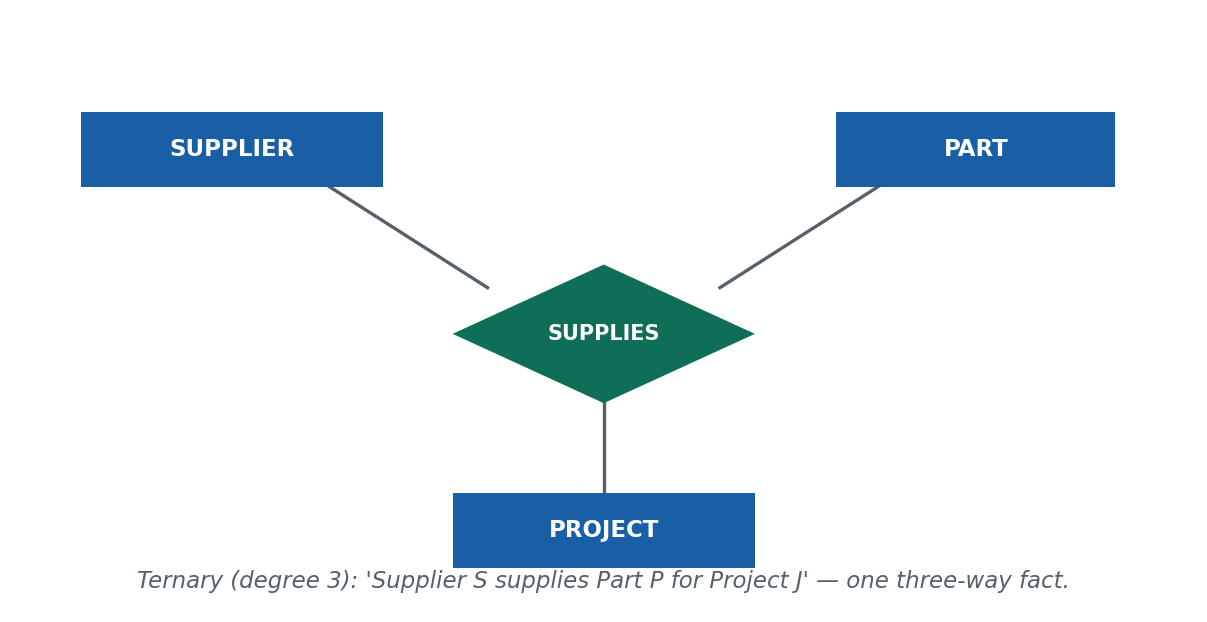 SUPPLIER
PART
SUPPLIES
PROJECT
Ternary (degree 3): 'Supplier S supplies Part P for Project J' — one three-way fact.